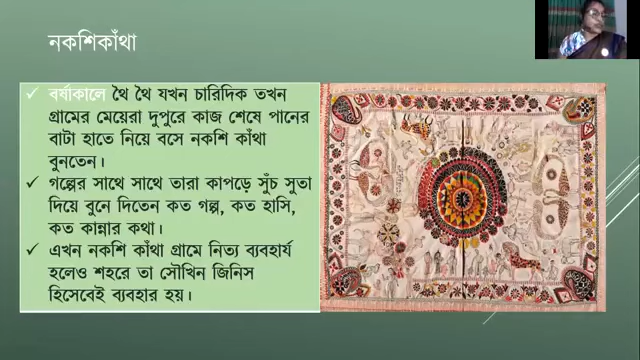 নকশিকাঁথা
বর্ষাকালে থৈ থৈ যখন চারিদিক তখন
গ্রামের মেয়েরা দুপুরে কাজ শেষে পানের
বাটা হাতে নিয়ে বসে নকশি কাঁথা
বুনতেন।
গল্পের সাথে সাথে তারা কাপড়ে সুঁচ সুতা
দিয়ে বুনে দিতেন কত গল্প, কত হাসি,
কত কান্নার কথা।
এখন নকশি কাঁথা গ্রামে নিত্য ব্যবহার্য
হলেও শহরে তা সৌখিন জিনিস
হিসেবেই ব্যবহার হয়।